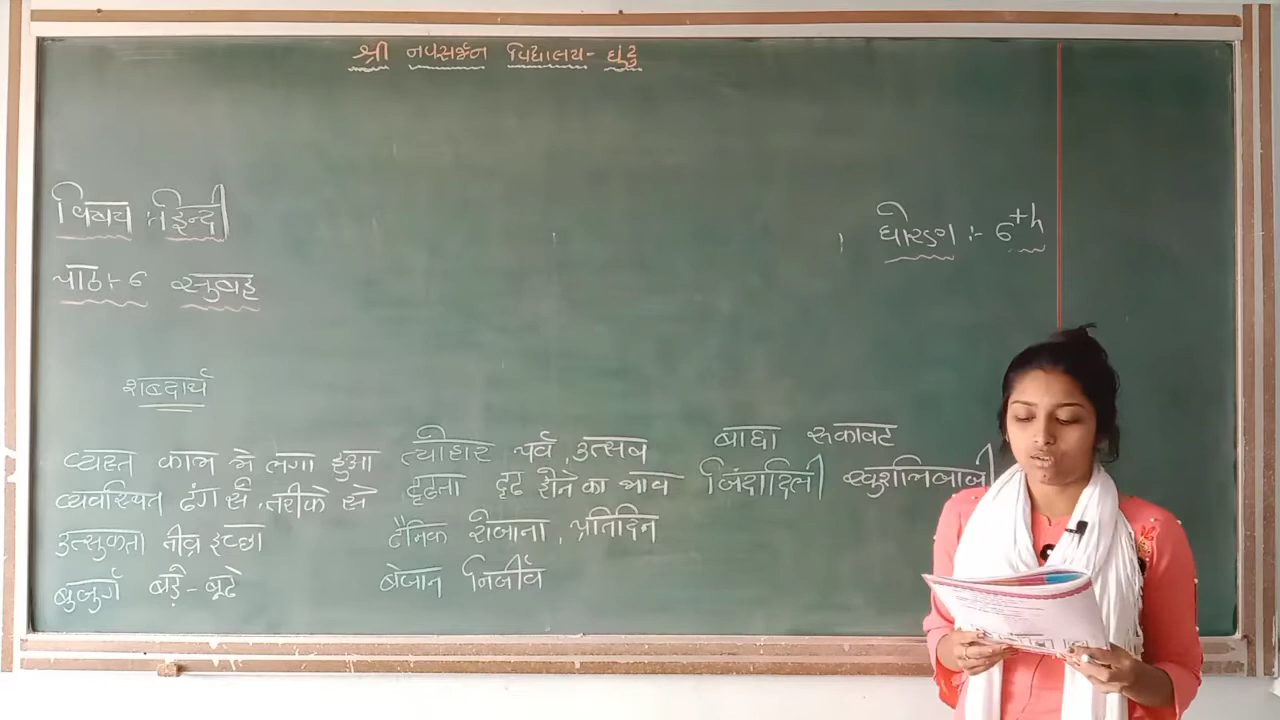 श्री नवसर्जन विद्यालय- घुंटु
विषय :- हिन्दी
धोरण :- 6th
पाठ:- 6 सुबह
शब्दार्थ
व्यस्त काम मे लगा हुआ
व्यवस्थित ढंग से, तरीके से
उत्सुकता तीव्र इच्छा
बुजुर्ग बड़े - बूढे
त्योहार पर्व, उत्सव
दृढता दृढ होने का भाव
दैनिक रोजाना, प्रतिदिन
बेजान निर्जीव
बाधा रुकावट
जिंदादिली खुशमिजाजी